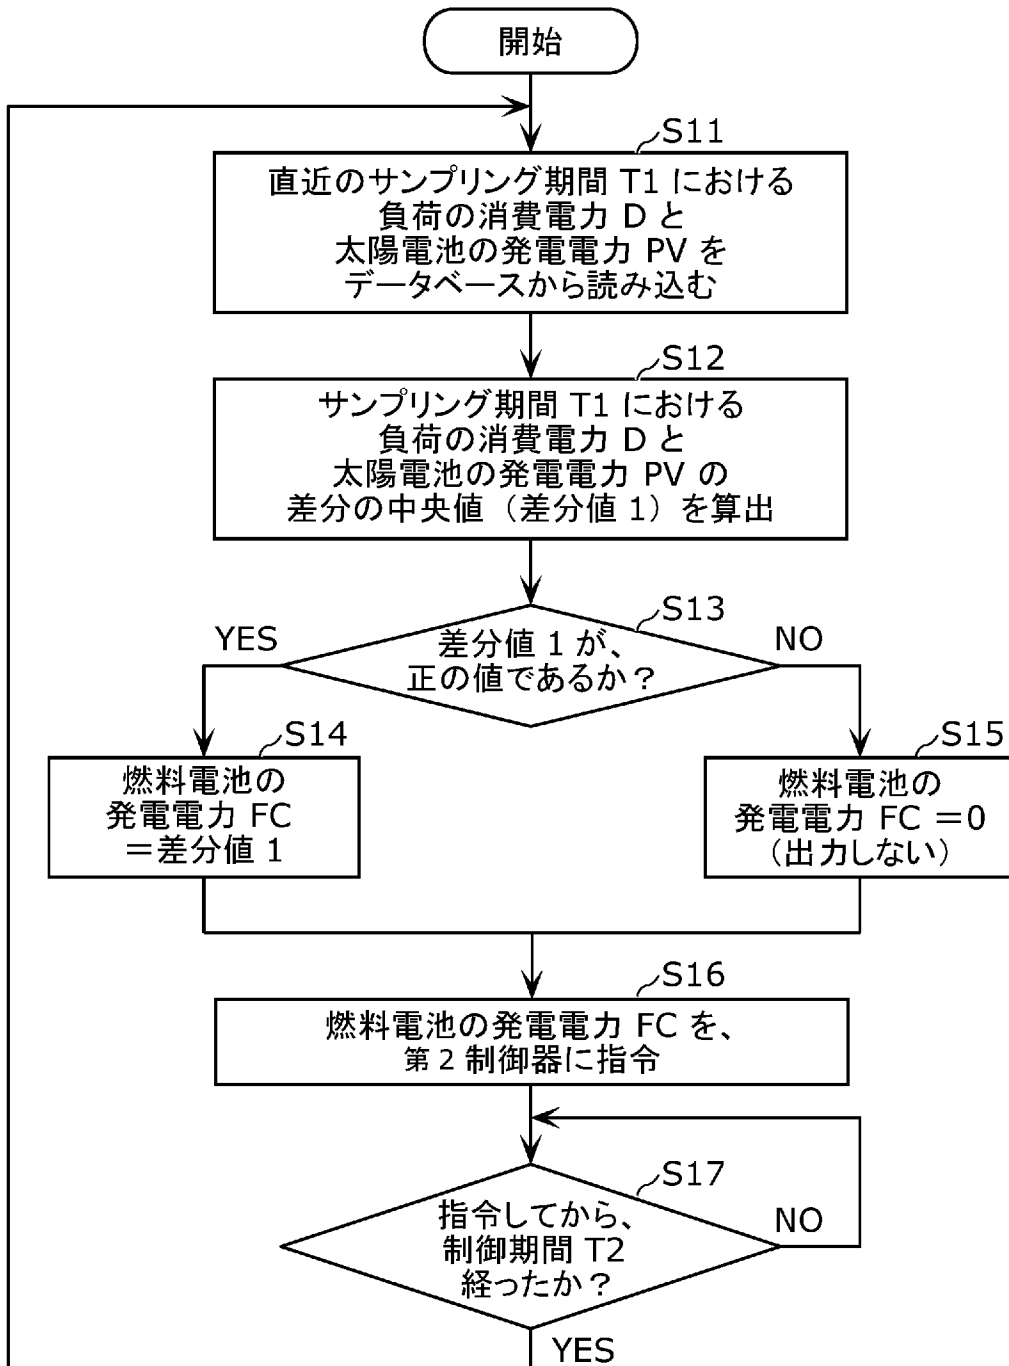 開始
S11
直近のサンプリング期間 T1 における
負荷の消費電力 D と
太陽電池の発電電力 PV を
データベースから読み込む
S12
サンプリング期間 T1 における
負荷の消費電力 D と
太陽電池の発電電力 PV の
差分の中央値（差分値 1）を算出
S13
YES
差分値 1 が、
正の値であるか？
NO
S14
燃料電池の
発電電力 FC
＝差分値 1
S15
燃料電池の
発電電力 FC ＝0
（出力しない）
S16
燃料電池の発電電力 FC を、
第 2 制御器に指令
S17
指令してから、
制御期間 T2
経ったか？
NO
YES